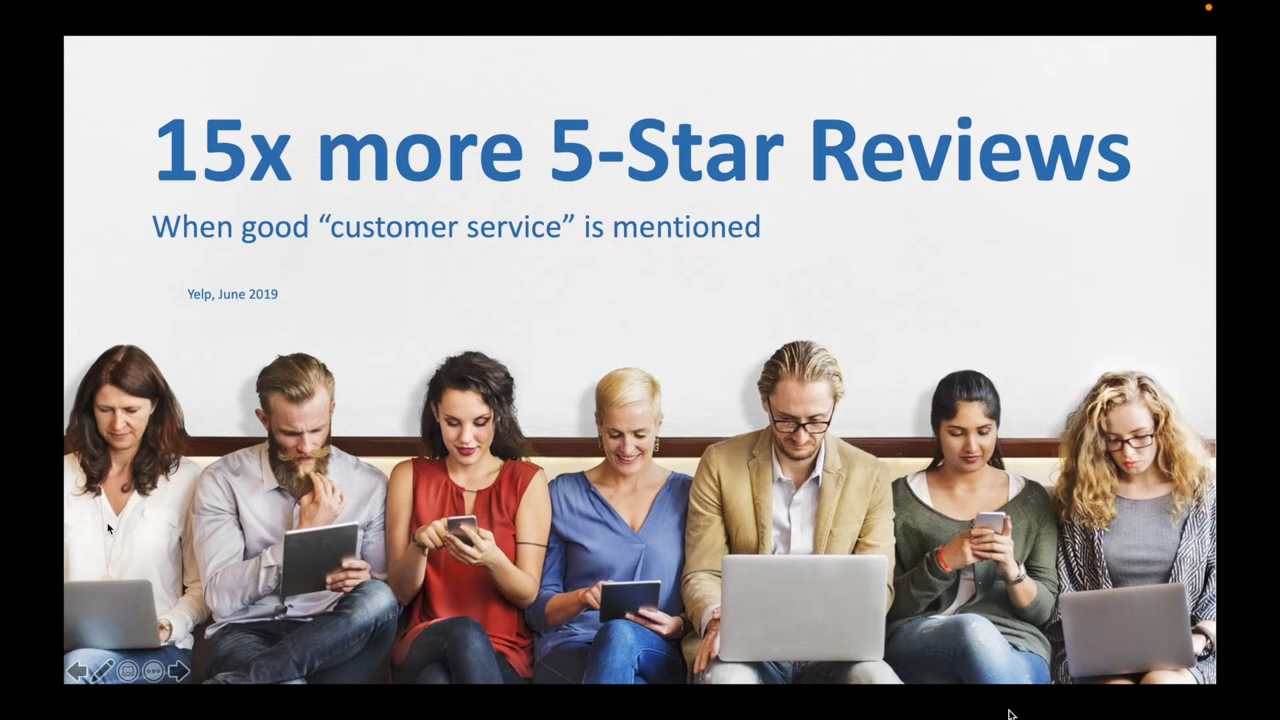 15x more 5-Star Reviews
When good “customer service” is mentioned
Yelp, June 2019